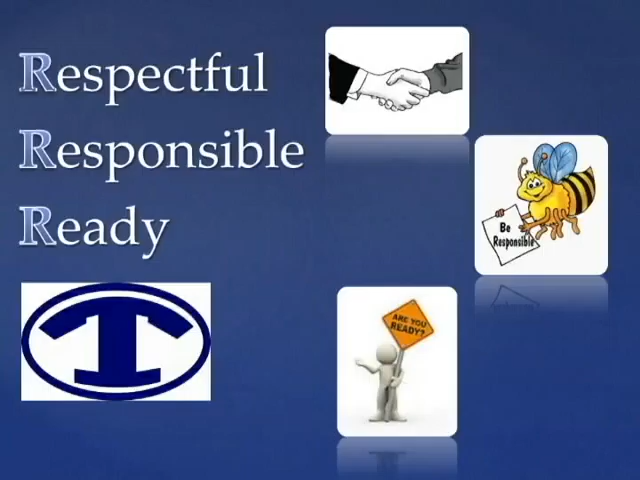 Respectful
Responsible
Ready
Be
Responsible
ARE YOU
READY?
T